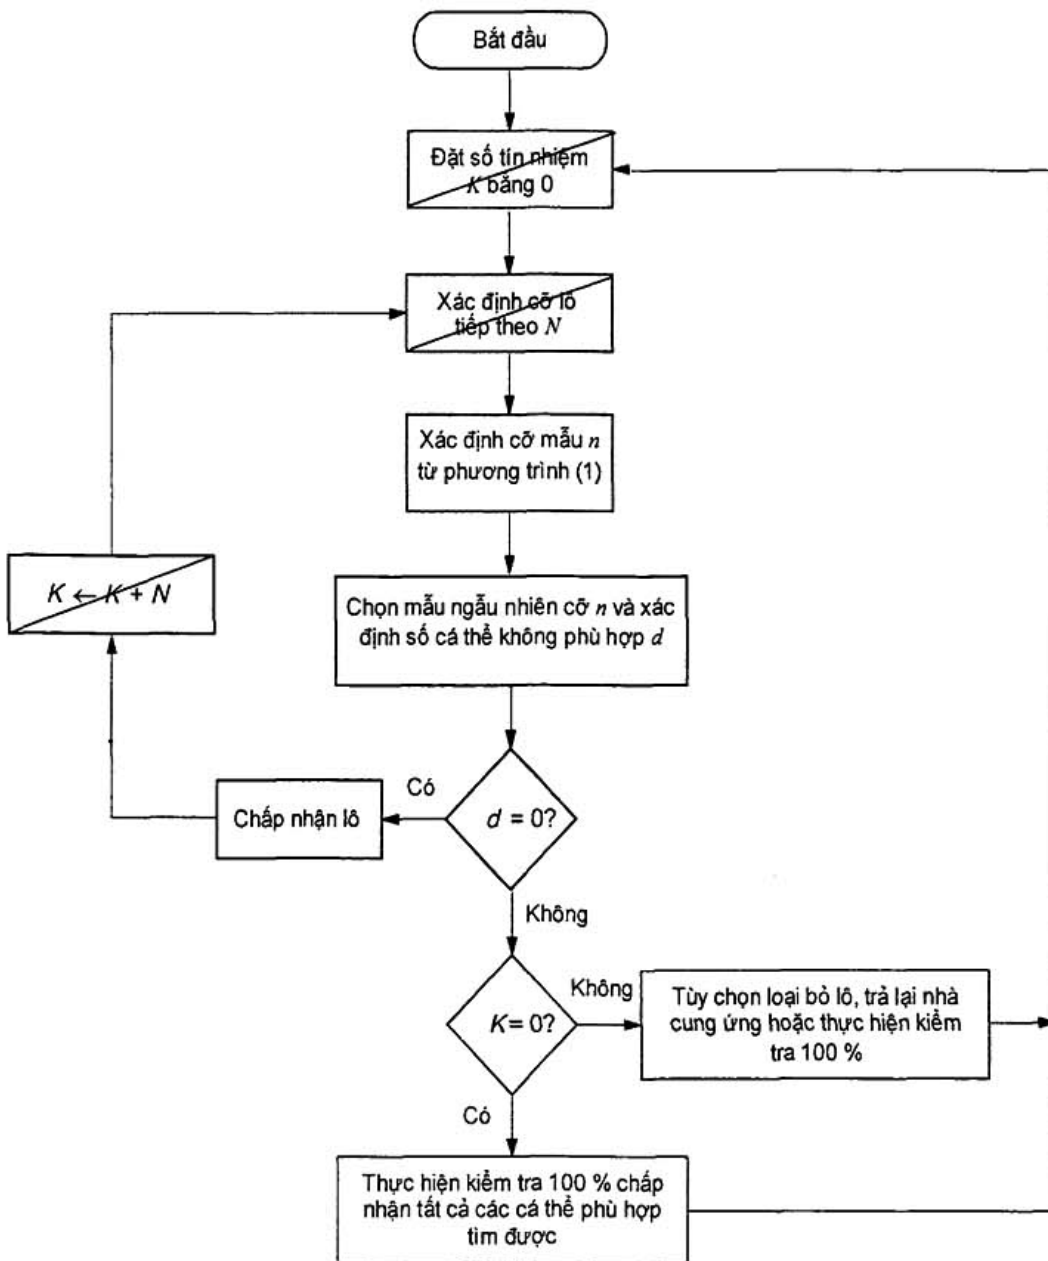 Bắt đầu
Đặt số tín nhiệm
K bằng 0
Xác định cỡ lô
tiếp theo N
Xác định cỡ mẫu n
từ phương trình (1)
K ← K + N
Chọn mẫu ngẫu nhiên cỡ n và xác
định số cá thể không phù hợp d
Có
Chấp nhận lô
d = 0?
Không
Không
K= 0?
Tùy chọn loại bỏ lô, trả lại nhà
cung ứng hoặc thực hiện kiểm
tra 100 %
Có
Thực hiện kiểm tra 100 % chấp
nhận tất cả các cá thể phù hợp
tìm được